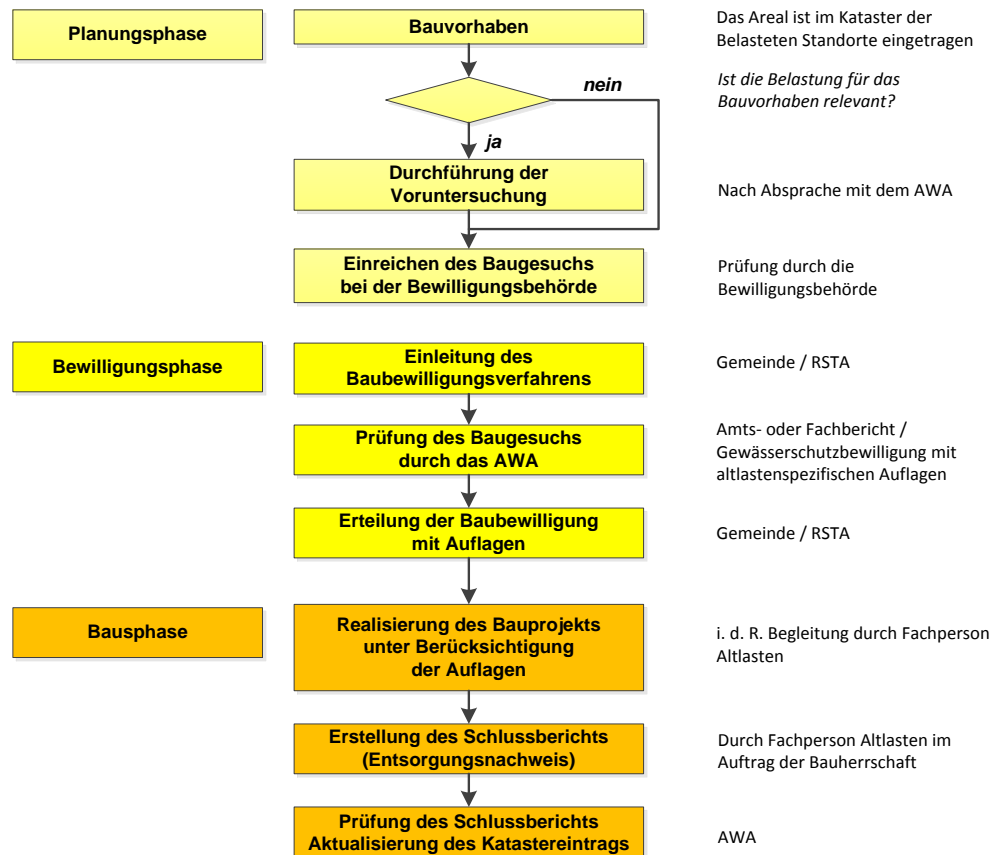 Planungsphase
Bauvorhaben
Das Areal ist im Kataster der
Belasteten Standorte eingetragen
nein
Ist die Belastung für das
Bauvorhaben relevant?
ja
Durchführung der
Voruntersuchung
Nach Absprache mit dem AWA
Einreichen des Baugesuchs
bei der Bewilligungsbehörde
Prüfung durch die
Bewilligungsbehörde
Bewilligungsphase
Einleitung des
Baubewilligungsverfahrens
Gemeinde / RSTA
Prüfung des Baugesuchs
durch das AWA
Amts- oder Fachbericht /
Gewässerschutzbewilligung mit
altlastenspezifischen Auflagen
Erteilung der Baubewilligung
mit Auflagen
Gemeinde / RSTA
Bausphase
Realisierung des Bauprojekts
unter Berücksichtigung
der Auflagen
i. d. R. Begleitung durch Fachperson
Altlasten
Erstellung des Schlussberichts
(Entsorgungsnachweis)
Durch Fachperson Altlasten im
Auftrag der Bauherrschaft
Prüfung des Schlussberichts
Aktualisierung des Katastereintrags
AWA